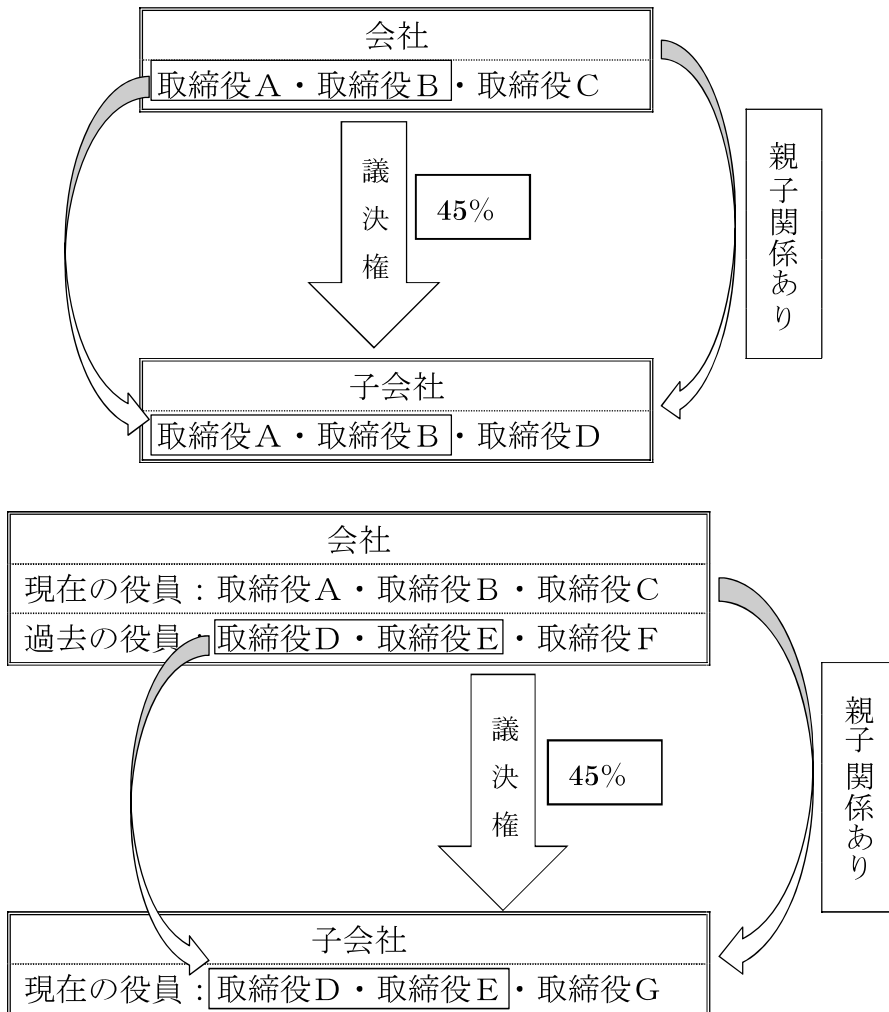 会社
取締役A・取締役B・取締役C
議決権
45%
親子関係あり
子会社
取締役A・取締役B・取締役D
会社
現在の役員：取締役A・取締役B・取締役C
過去の役員：取締役D・取締役E・取締役F
議決権
45%
親子関係あり
子会社
現在の役員：取締役D・取締役E・取締役G